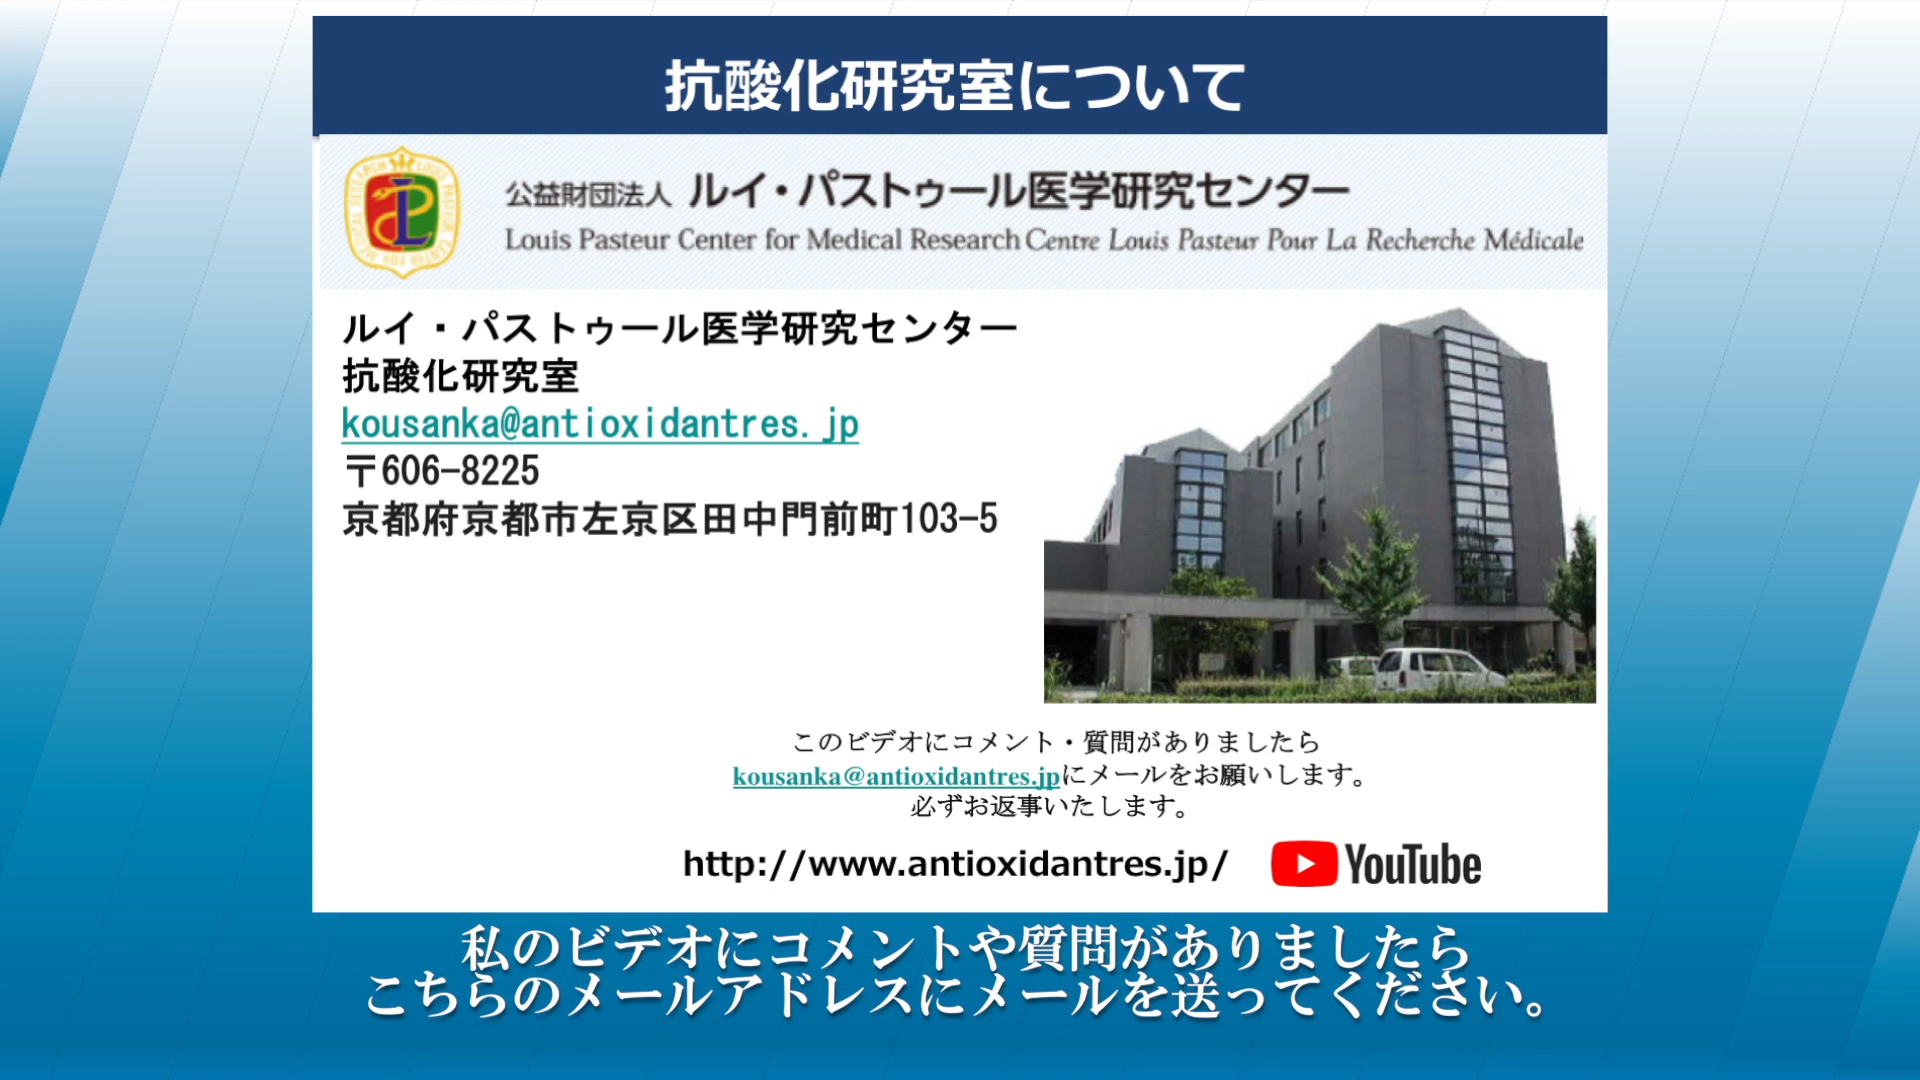 抗酸化研究室について
公益財団法人 ルイ・パストゥール医学研究センター
Louis Pasteur Center for Medical Research Centre Louis Pasteur Pour La Recherche Médicale
ルイ・パストゥール医学研究センター
抗酸化研究室
kousanka@antioxidantres.jp
〒606-8225
京都府京都市左京区田中門前町103-5
このビデオにコメント・質問がありましたら
kousanka@antioxidantres.jpにメールをお願いします。
必ずお返事いたします。
http://www.antioxidantres.jp/ YouTube
私のビデオにコメントや質問がありましたら
こちらのメールアドレスにメールを送ってください。